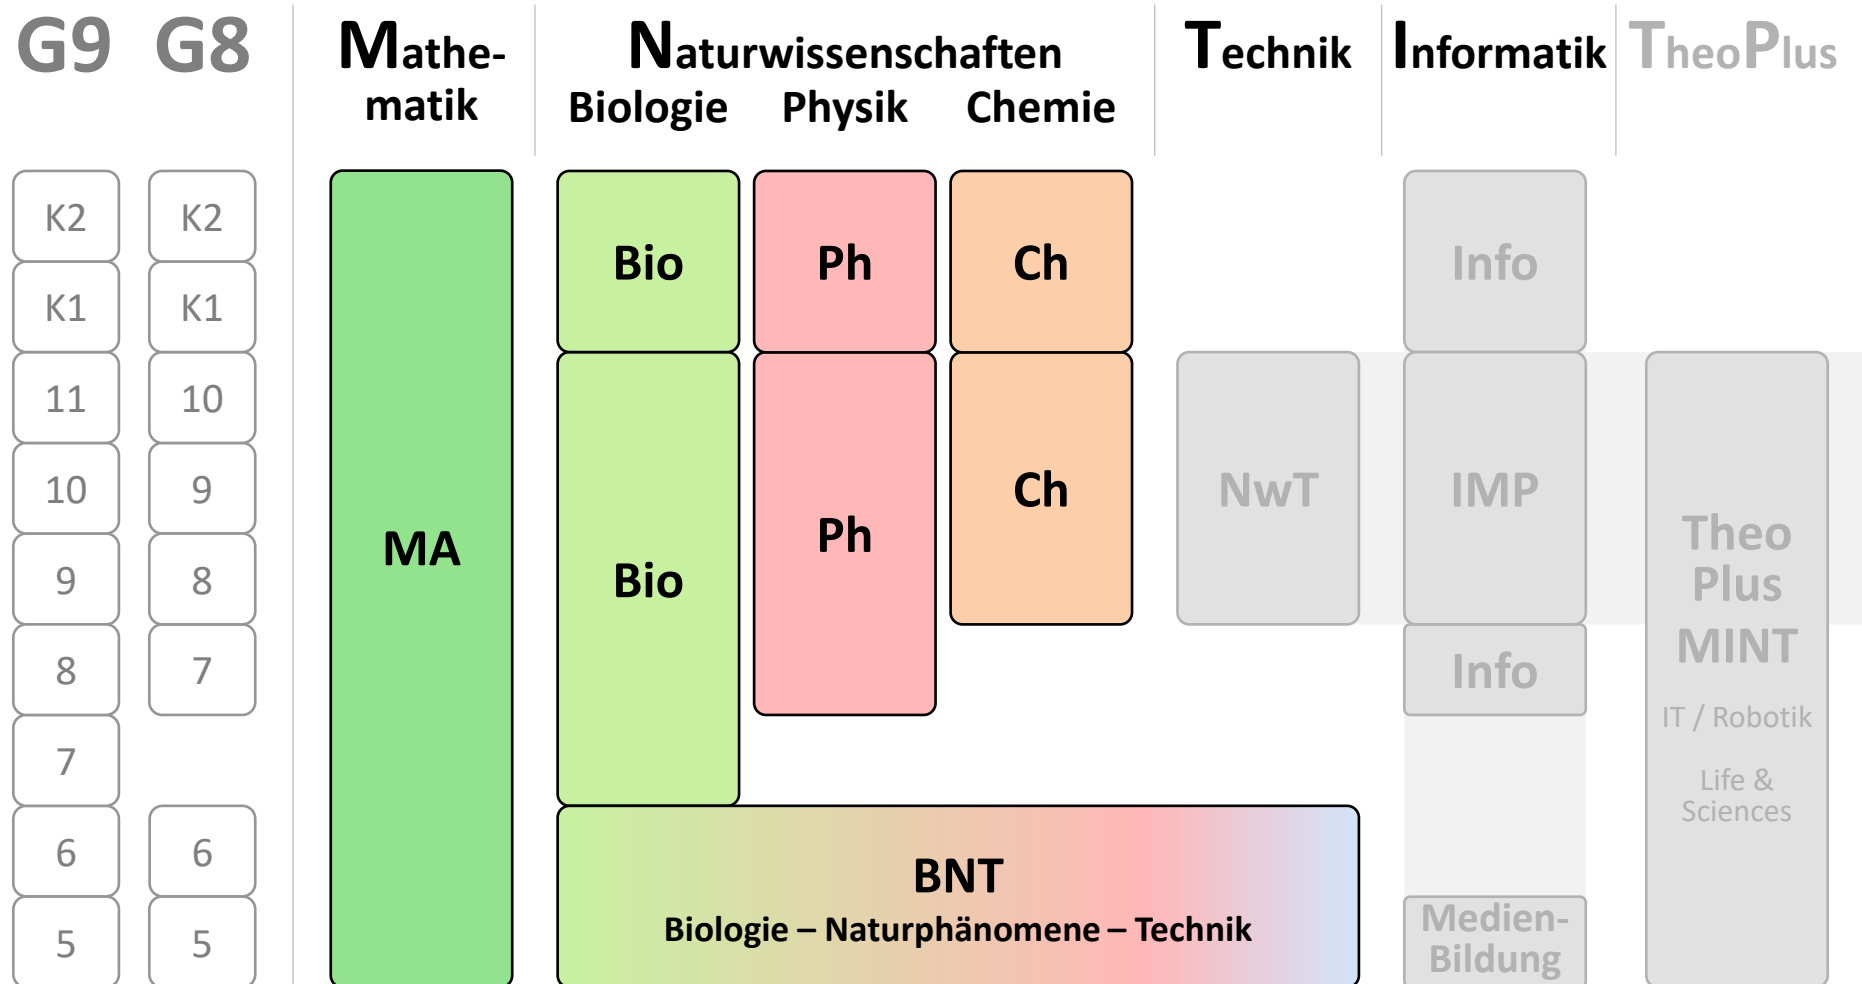 G9 G8 Mathe- Naturwissenschaften Technik Informatik TheoPlus
matik Biologie Physik Chemie
K2 K2 Bio Ph Ch Info
K1 K1
11 10
10 9 Ch NwT IMP
MA Ph Theo
9 8 Bio Plus
8 7 Info MINT
IT / Robotik
7 Life &
Sciences
6 6 BNT
5 5 Biologie – Naturphänomene – Technik Medien-
Bildung